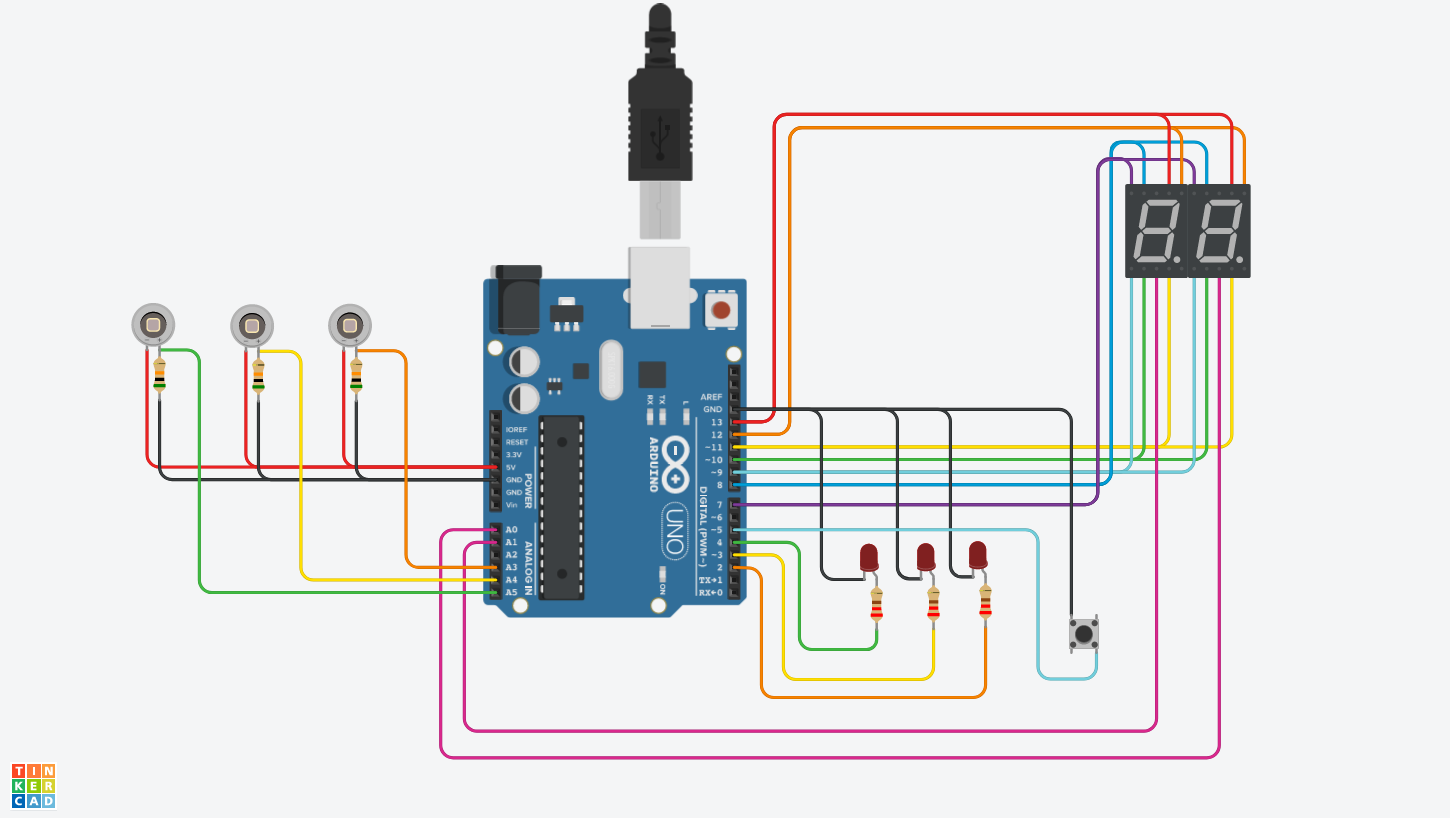 AREF
GND
13
12
~11
~10
~9
8
7
~6
~5
4
~3
2
TX→1
RX←0
DIGITAL (PWM~)
RX
TX
L
ARDUINO
UNO
ON
IOREF
RESET
3.3V
5V
GND
GND
Vin
POWER
A0
A1
A2
A3
A4
A5
ANALOG IN
TIN
KER
CAD